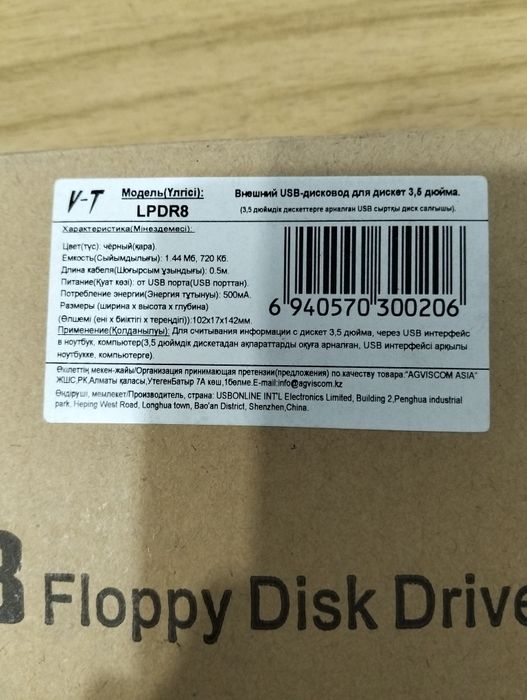 V-T
Модель(Үлгісі):
LPDR8
Внешний USB-дисковод для дискет 3,5 дюйма.
(3,5 дюймдік дискеттерге арналған USB сыртқы диск салғышы).
Характеристика(Мінездемесі):
Цвет(түс): чёрный(қара).
Емкость(Сыйымдылығы): 1.44 Мб, 720 Кб.
Длина кабеля(Шоғырсым ұзындығы): 0.5м.
Питание(Қуат көзі): от USB порта(USB порттан).
Потребление энергии(Энергия тұтынуы): 500мА.
Размеры (ширина х высота х глубина)
(Өлшемі (ені х биіктігі х тереңдігі)):102х17х142мм.
6 940570 300206
Применение(Қолданылуы): Для считывания информации с дискет 3,5 дюйма, через USB интерфейс
в ноутбук, компьютер(3,5 дюймдік дискетадан ақпараттарды оқуға арналған, USB интерфейсі арқылы
ноутбукке, компьютерге).
Өкілеттің мекен-жайы/Организация принимающая претензии(предложения) по качеству товара:"AGVISCOM ASIA"
ЖШС,РК,Алматы қаласы,УтегенБатыр 7А көш,1бөлме.E-mail:info@agviscom.kz
Өндіруші, мемлекет/Производитель, страна: USBONLINE INT'L Electronics Limited, Building 2,Penghua industrial
park, Heping West Road, Longhua town, Bao'an District, Shenzhen,China.
Floppy Disk Drive